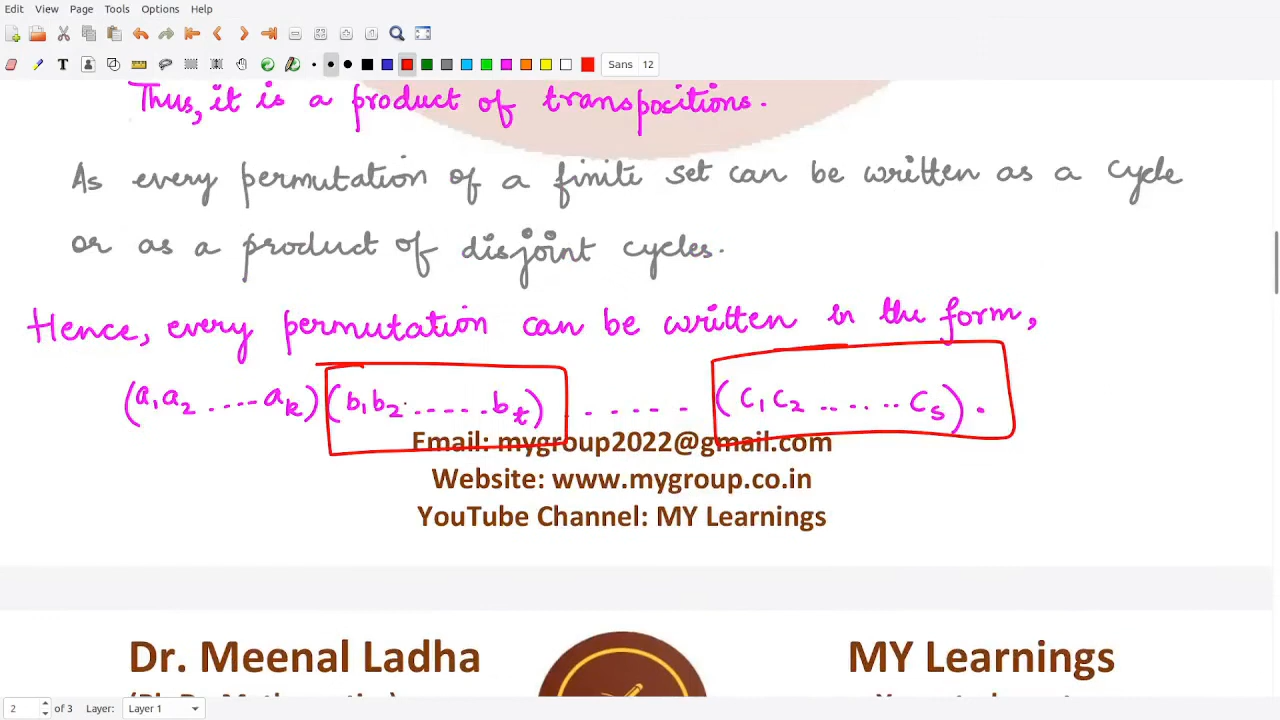 Edit View Page Tools Options Help
Sans 12
Thus, it is a product of transpositions.
As every permutation of a finite set can be written as a cycle
or as a product of disjoint cycles.
Hence, every permutation can be written in the form,
(a₁a₂ ..... aₖ)(b₁b₂ ...... bₜ) ...... (c₁ c₂ ....... cₛ).
Email: mygroup2022@gmail.com
Website: www.mygroup.co.in
YouTube Channel: MY Learnings
Dr. Meenal Ladha MY Learnings
2 of 3 Layer: Layer 1